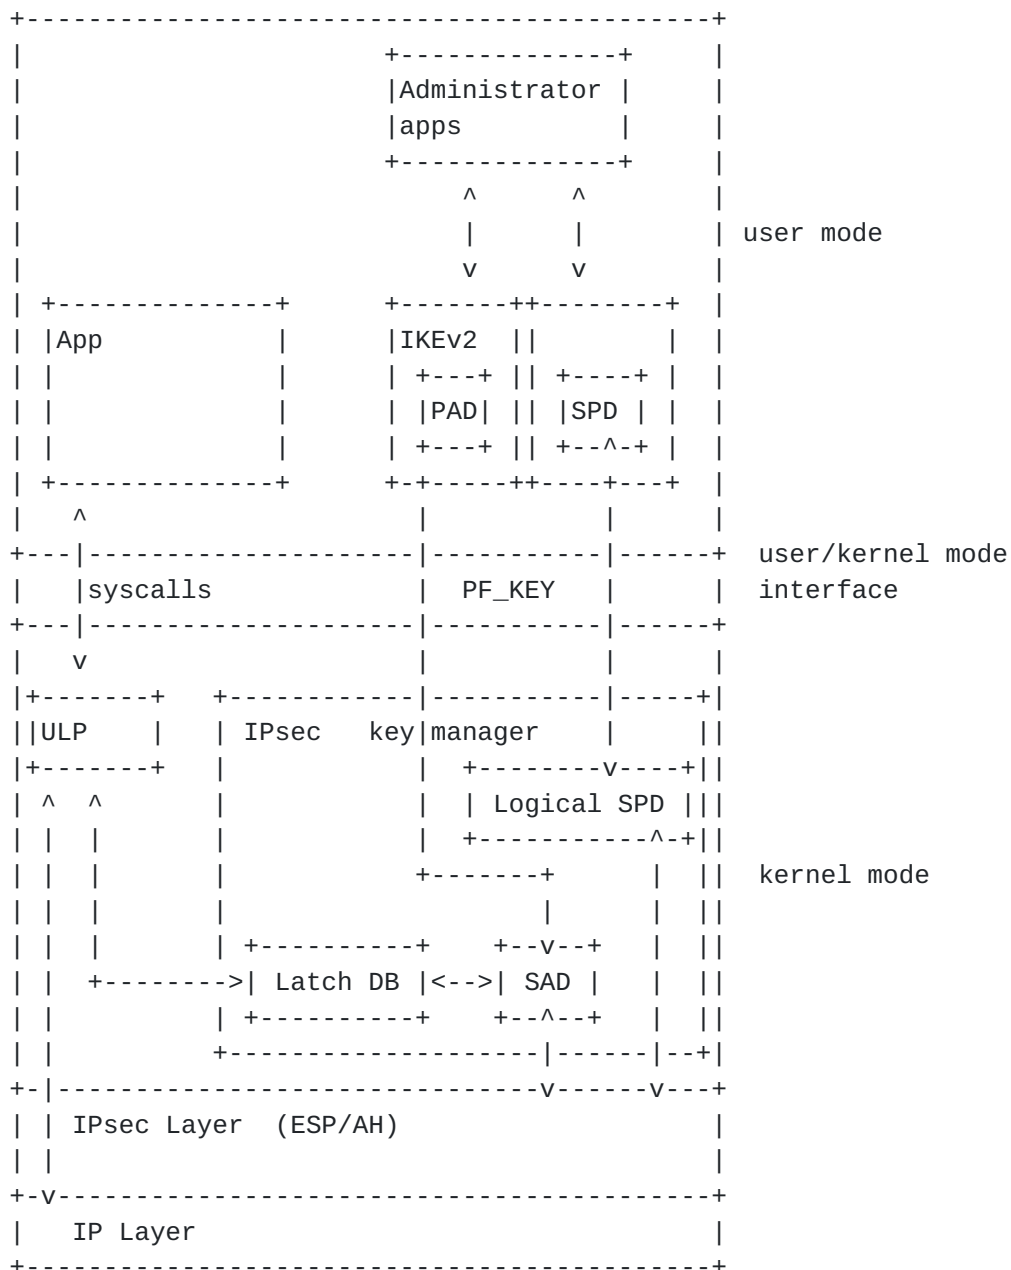 Administrator
apps
user mode
App IKEv2
PAD SPD
user/kernel mode
syscalls PF_KEY interface
ULP IPsec key manager
Logical SPD
kernel mode
Latch DB SAD
IPsec Layer (ESP/AH)
IP Layer